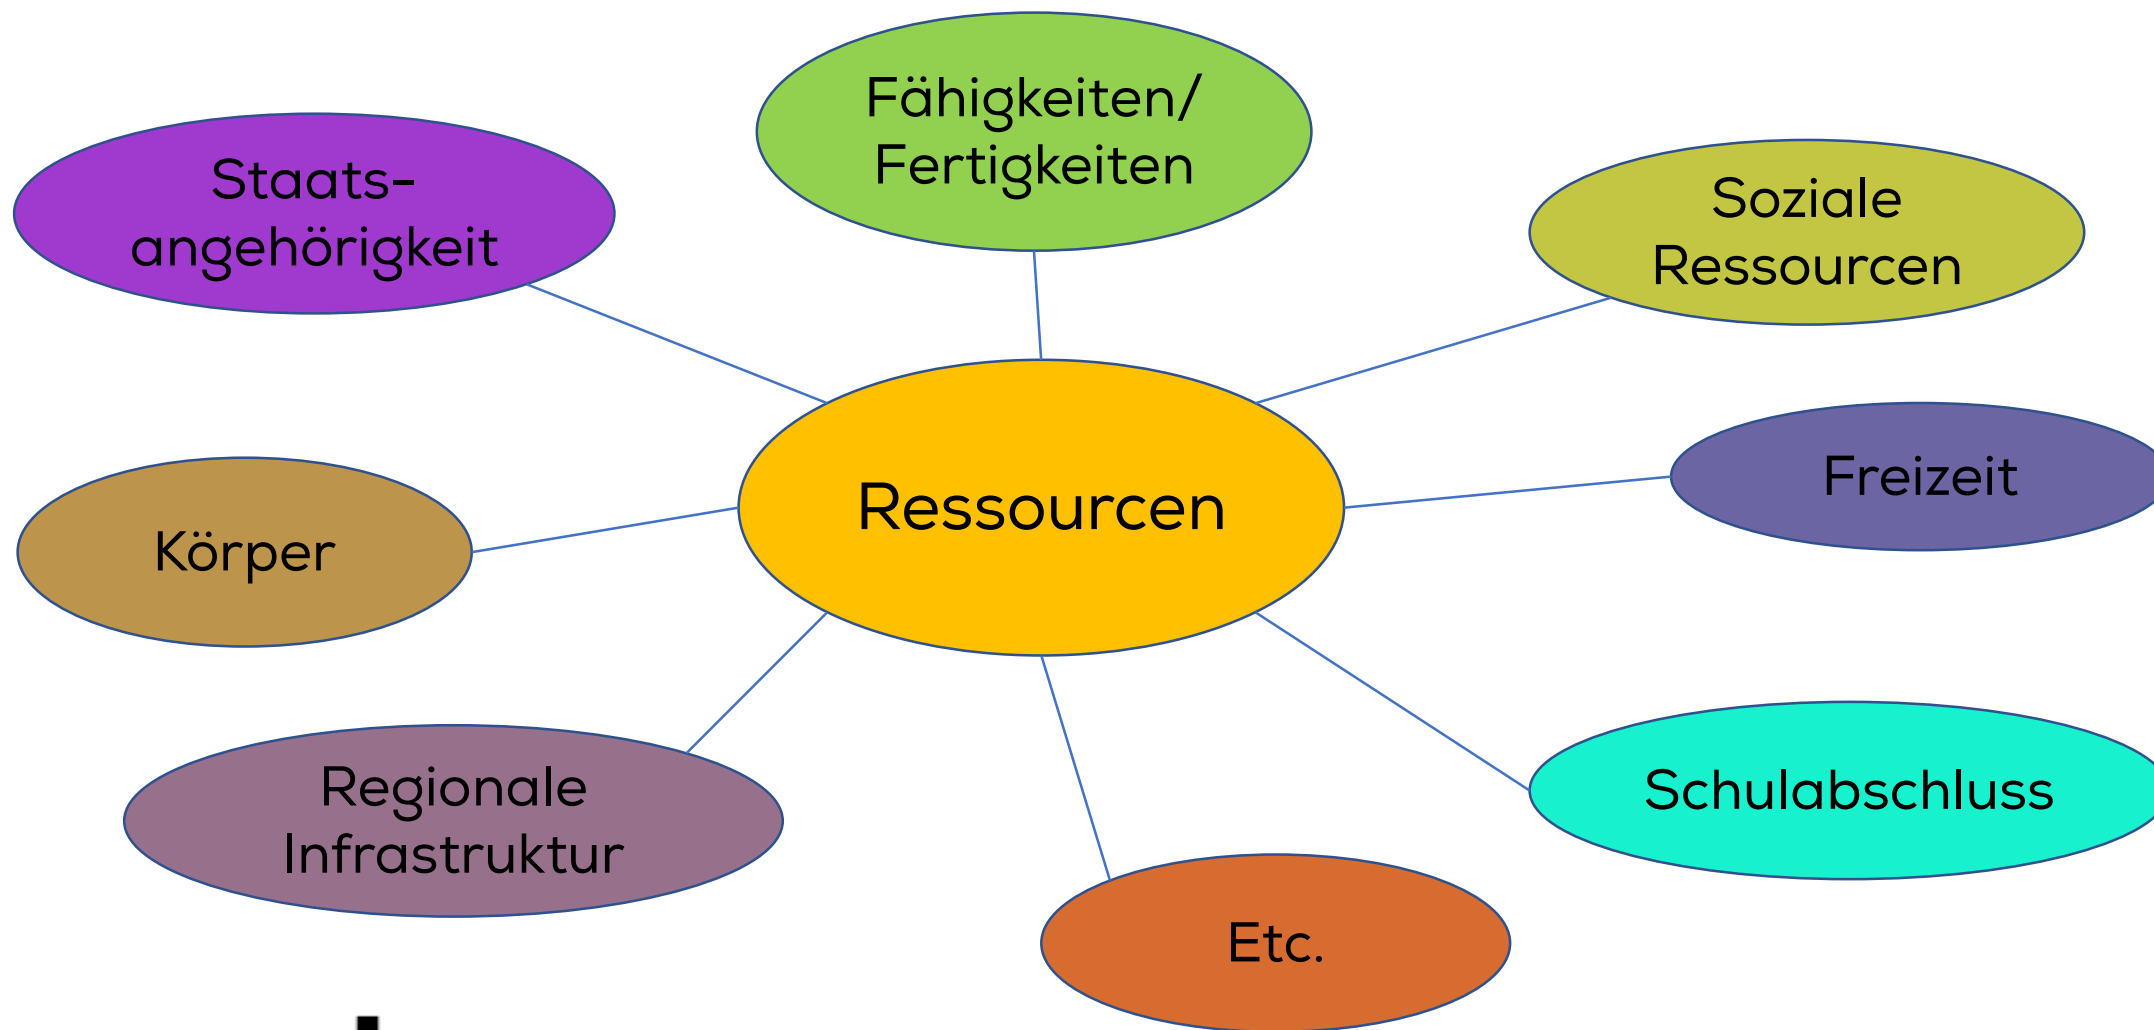 Fähigkeiten/
Fertigkeiten
Staats-
angehörigkeit
Soziale
Ressourcen
Freizeit
Ressourcen
Körper
Schulabschluss
Regionale
Infrastruktur
Etc.